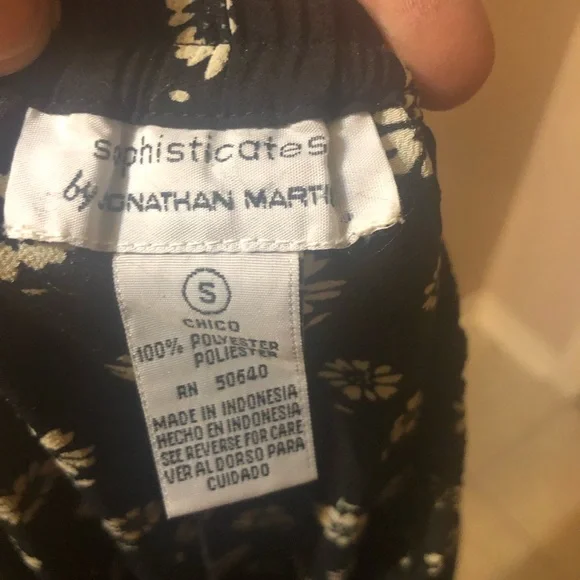 Sophisticates
by JONATHAN MARTIN
S
CHICO
100% POLYESTER
POLIESTER
RN 50640
MADE IN INDONESIA
HECHO EN INDONESIA
SEE REVERSE FOR CARE
VER AL DORSO PARA
CUIDADO